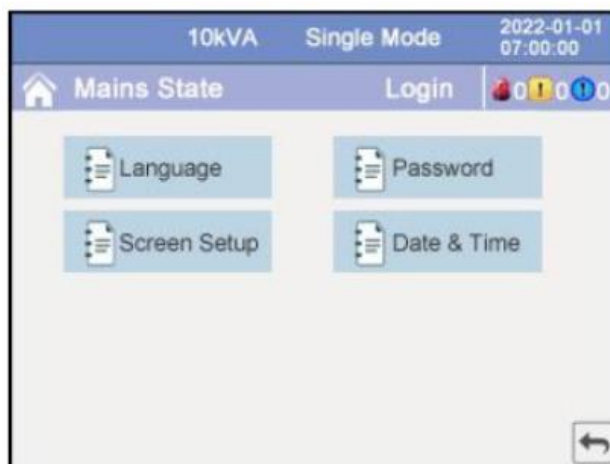 10kVA Single Mode 2022-01-01
07:00:00
Mains State Login 0 0 0
Language Password
Screen Setup Date & Time